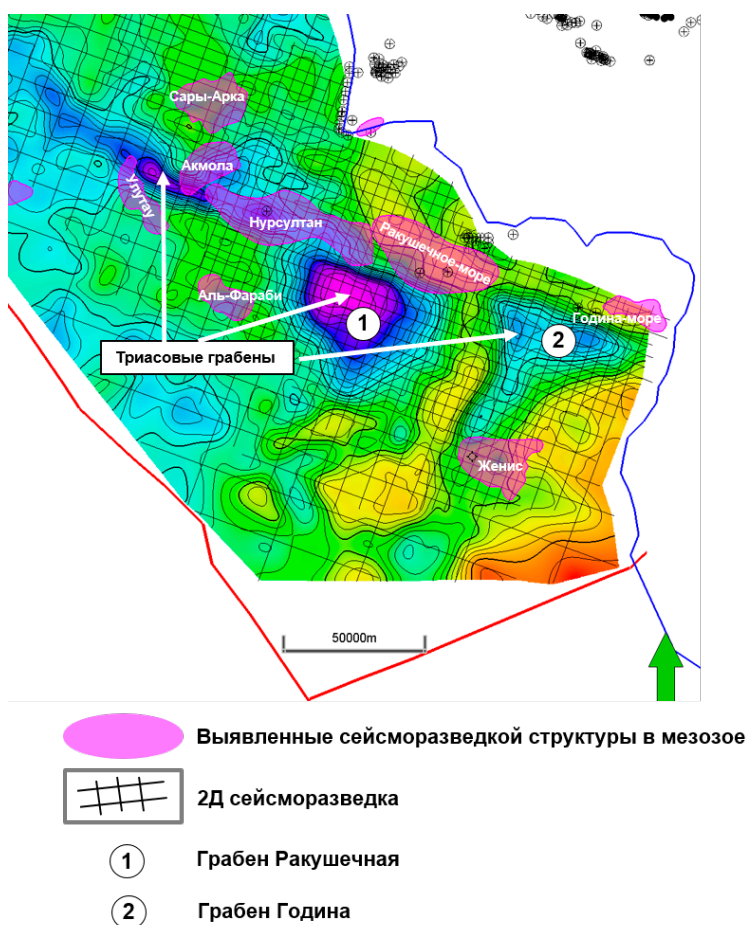 Сары-Арка
Акмола
Улутау
Нурсултан
Ракушечное-море
Аль-Фараби
Година-море
1
2
Триасовые грабены
Женис
50000m
Выявленные сейсморазведкой структуры в мезозое
2Д сейсморазведка
1 Грабен Ракушечная
2 Грабен Година